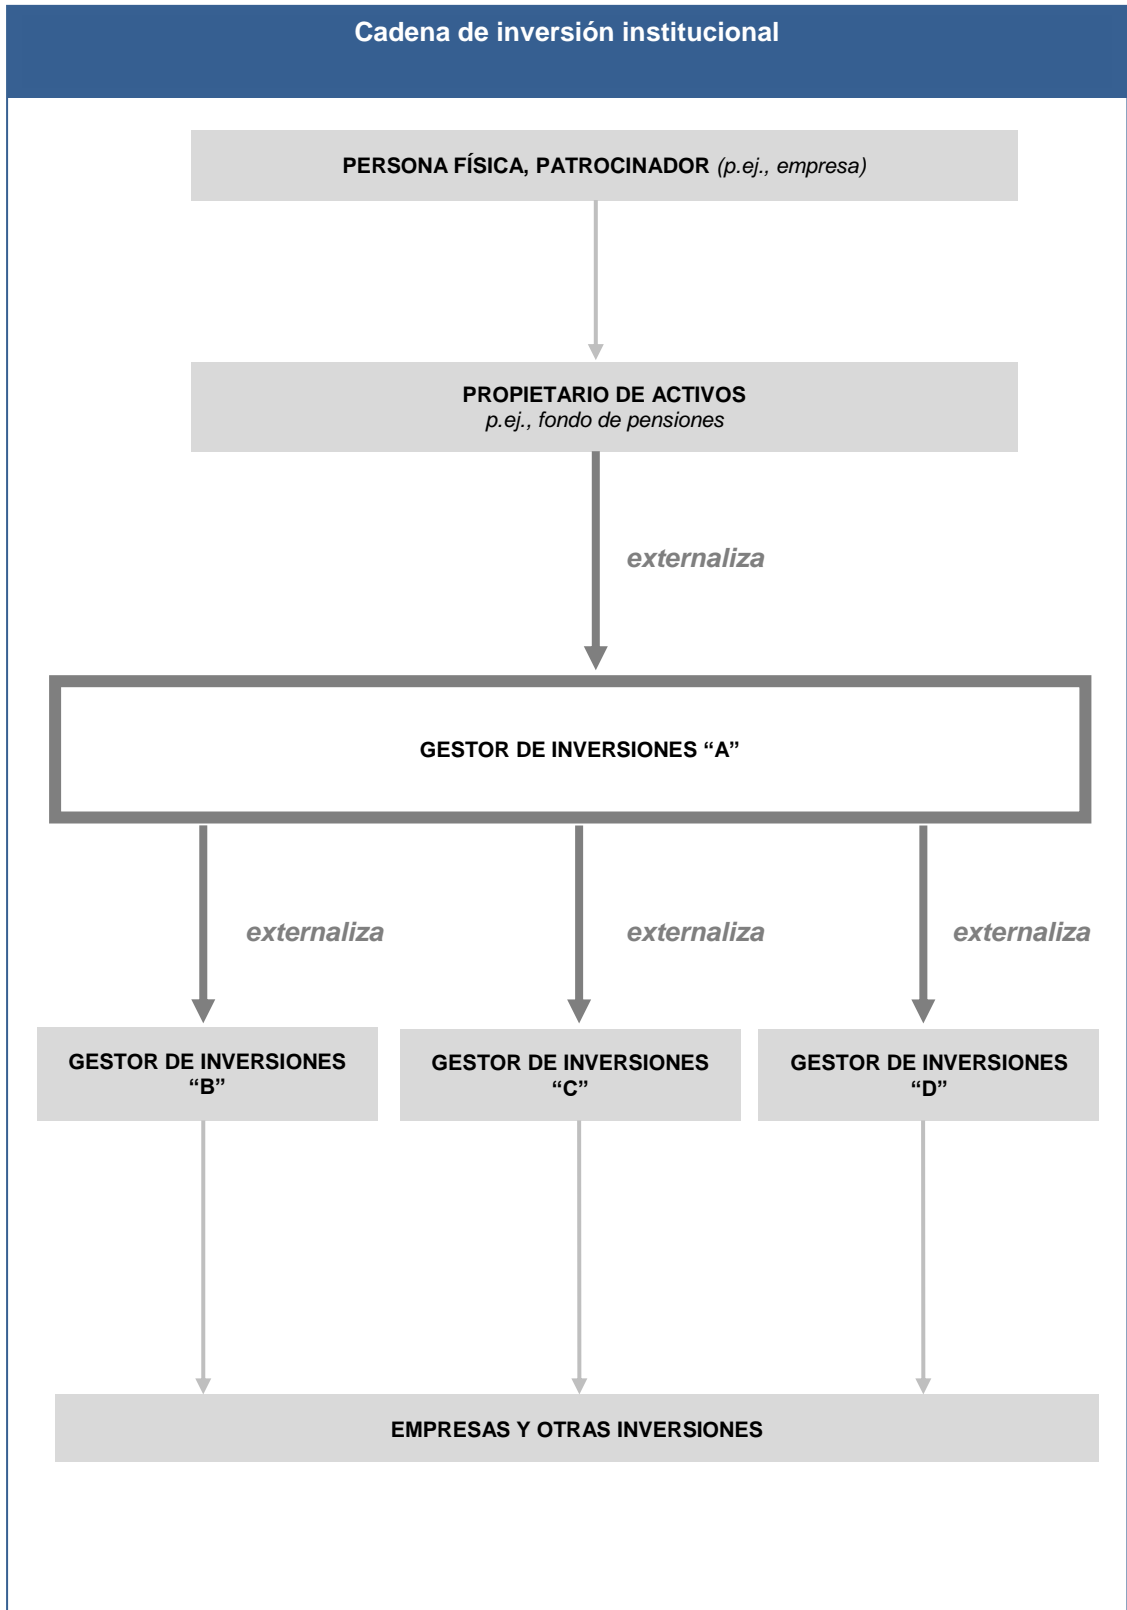 Cadena de inversión institucional
PERSONA FÍSICA, PATROCINADOR (p.ej., empresa)
PROPIETARIO DE ACTIVOS
p.ej., fondo de pensiones
externaliza
GESTOR DE INVERSIONES “A”
externaliza
externaliza
externaliza
GESTOR DE INVERSIONES
“B”
GESTOR DE INVERSIONES
“C”
GESTOR DE INVERSIONES
“D”
EMPRESAS Y OTRAS INVERSIONES